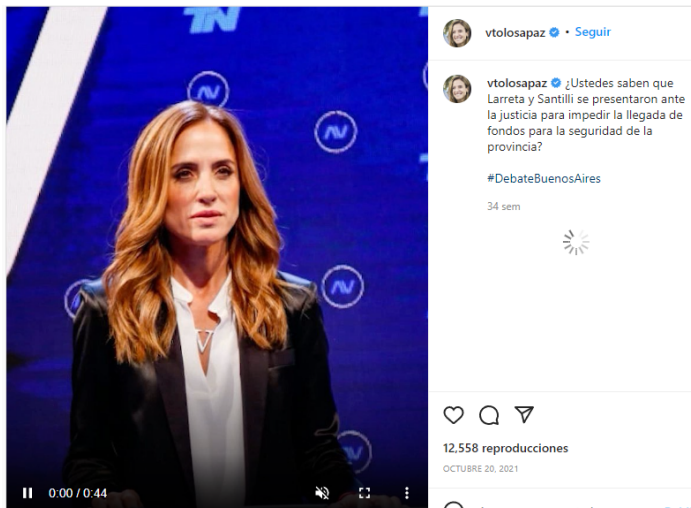 TN
vtolosapaz • Seguir
vtolosapaz ¿Ustedes saben que
Larreta y Santilli se presentaron ante
la justicia para impedir la llegada de
fondos para la seguridad de la
provincia?
#DebateBuenosAires
34 sem
0:00 / 0:44
12,558 reproducciones
OCTUBRE 20, 2021